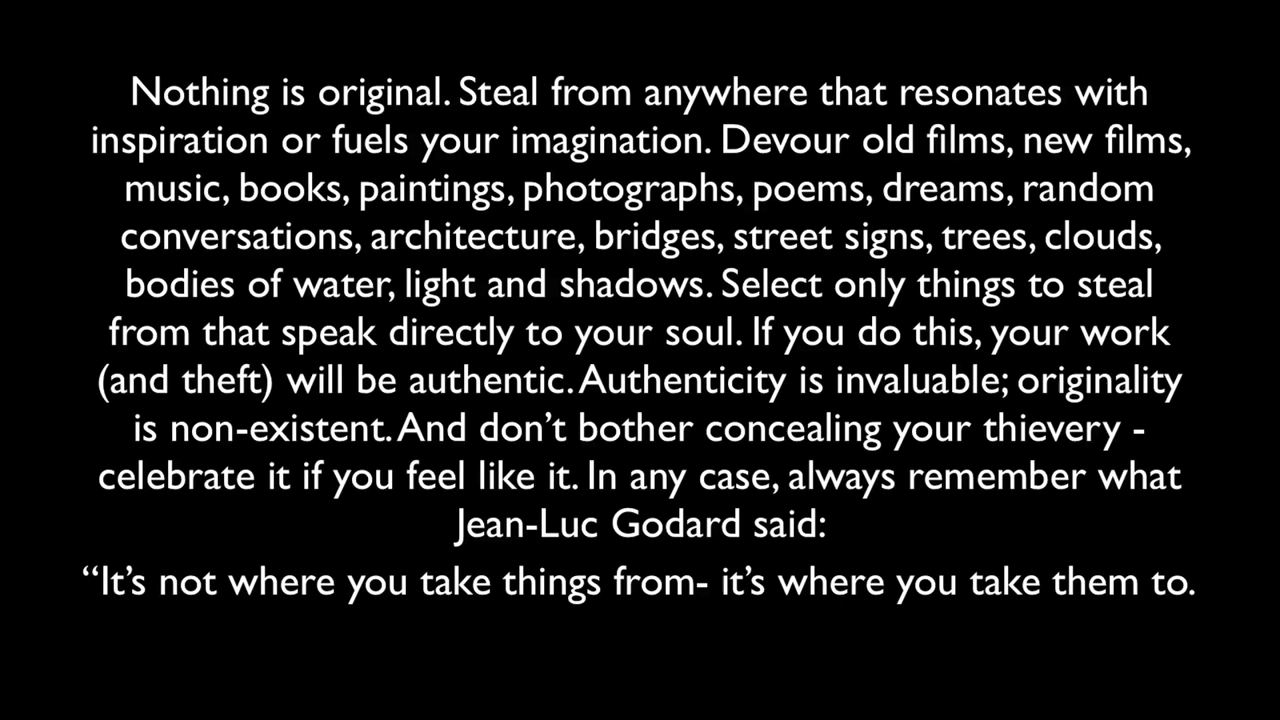 Nothing is original. Steal from anywhere that resonates with
inspiration or fuels your imagination. Devour old films, new films,
music, books, paintings, photographs, poems, dreams, random
conversations, architecture, bridges, street signs, trees, clouds,
bodies of water, light and shadows. Select only things to steal
from that speak directly to your soul. If you do this, your work
(and theft) will be authentic. Authenticity is invaluable; originality
is non-existent. And don’t bother concealing your thievery -
celebrate it if you feel like it. In any case, always remember what
Jean-Luc Godard said:
“It’s not where you take things from- it’s where you take them to.